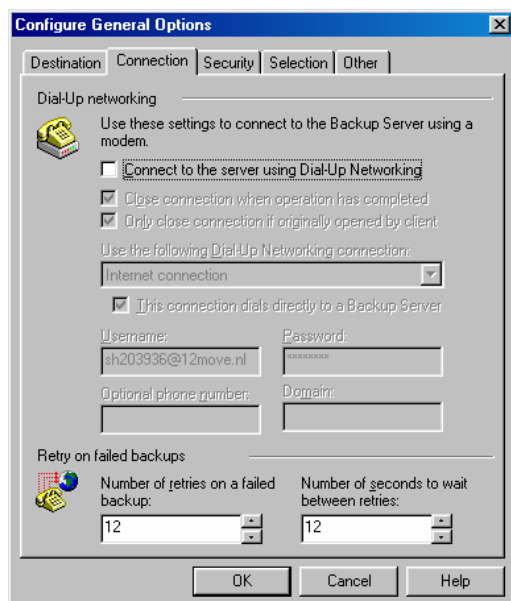 Configure General Options
Destination Connection Security Selection Other
Dial-Up networking
Use these settings to connect to the Backup Server using a
modem.
Connect to the server using Dial-Up Networking
Close connection when operation has completed
Only close connection if originally opened by client
Use the following Dial-Up Networking connection:
Internet connection
This connection dials directly to a Backup Server
Username: Password:
sh203936@12move.nl ××××××××
Optional phone number: Domain:
Retry on failed backups
Number of retries on a failed
backup:
12
Number of seconds to wait
between retries:
12
OK Cancel Help